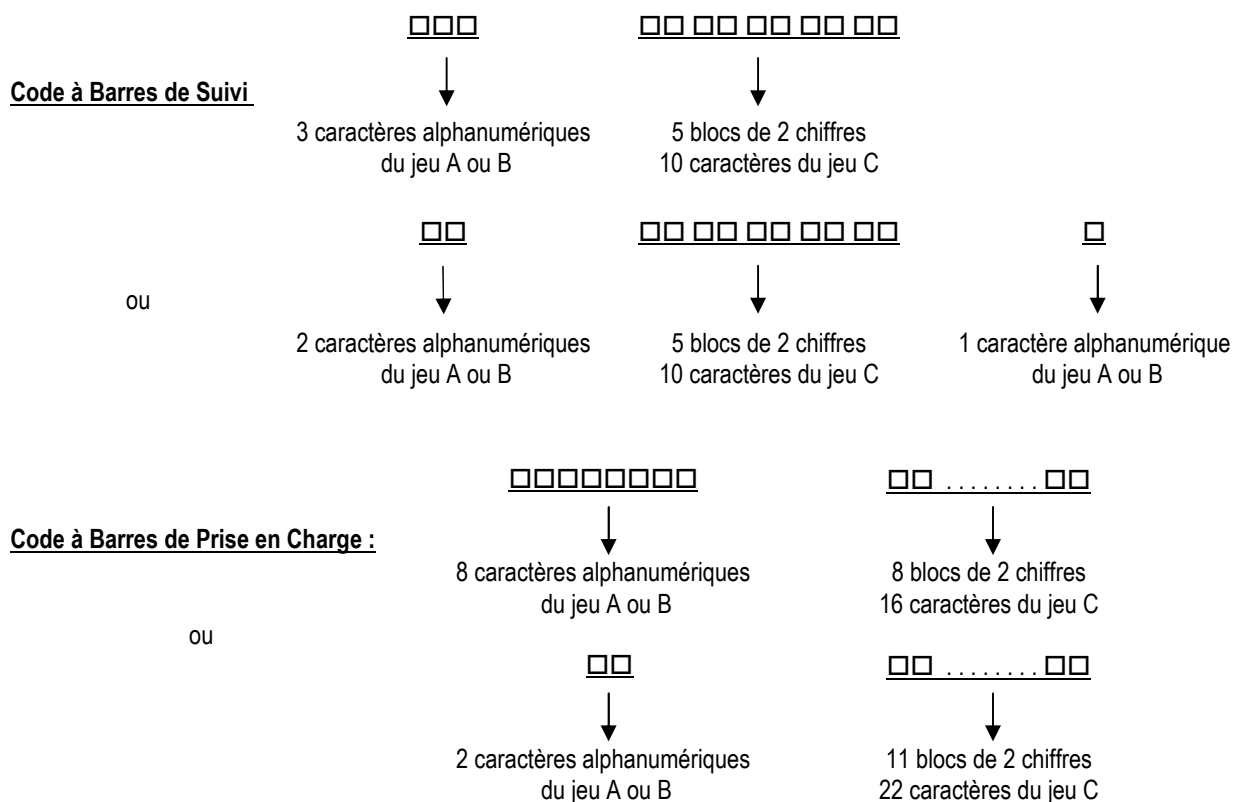 □□□ □□ □□ □□ □□ □□
Code à Barres de Suivi
3 caractères alphanumériques 5 blocs de 2 chiffres
du jeu A ou B 10 caractères du jeu C
□□ □□ □□ □□ □□ □□ □
ou
2 caractères alphanumériques 5 blocs de 2 chiffres 1 caractère alphanumérique
du jeu A ou B 10 caractères du jeu C du jeu A ou B
□□□□□□□□ □□ ........ □□
Code à Barres de Prise en Charge :
8 caractères alphanumériques 8 blocs de 2 chiffres
du jeu A ou B 16 caractères du jeu C
ou
□□ □□ ........ □□
2 caractères alphanumériques 11 blocs de 2 chiffres
du jeu A ou B 22 caractères du jeu C